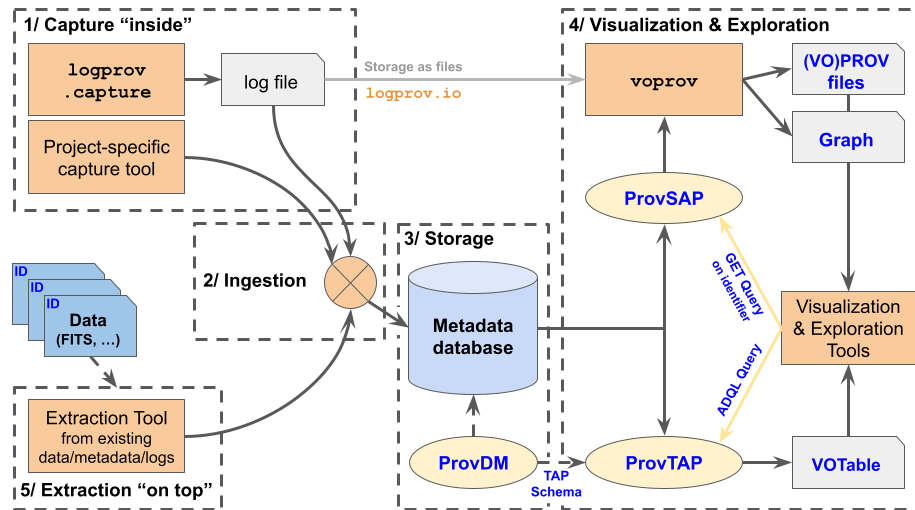 1/ Capture “inside”
logprov
.capture
log file
Project-specific
capture tool
Storage as files
logprov.io
4/ Visualization & Exploration
voprov
(VO)PROV
files
Graph
ProvSAP
GET Query
on identifier
ADQL Query
Visualization
& Exploration
Tools
2/ Ingestion
3/ Storage
Metadata
database
ID
ID
ID
Data
(FITS, …)
Extraction Tool
from existing
data/metadata/logs
5/ Extraction “on top”
ProvDM
TAP
Schema
ProvTAP
VOTable